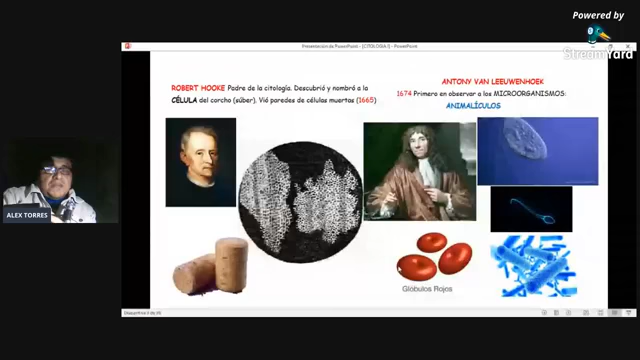 Powered by
StreamYard
Presentación de PowerPoint - [CITOLOGIA I] - PowerPoint
ROBERT HOOKE Padre de la citología. Descubrió y nombró a la
CÉLULA del corcho (súber). Vió paredes de células muertas (1665)
ANTONY VAN LEEUWENHOEK
1674 Primero en observar a los MICROORGANISMOS:
ANIMALÍCULOS
ALEX TORRES
Glóbulos Rojos